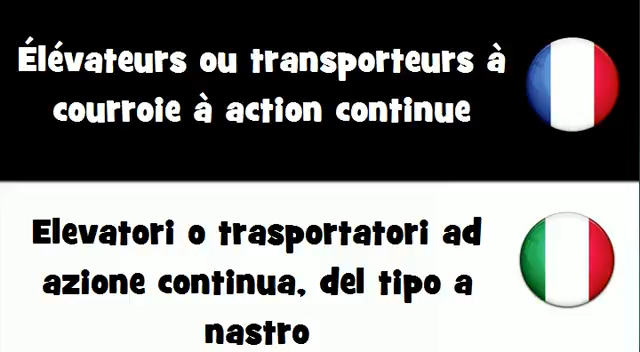 Élévateurs ou transporteurs à
courroie à action continue
Elevatori o trasportatori ad
azione continua, del tipo a
nastro